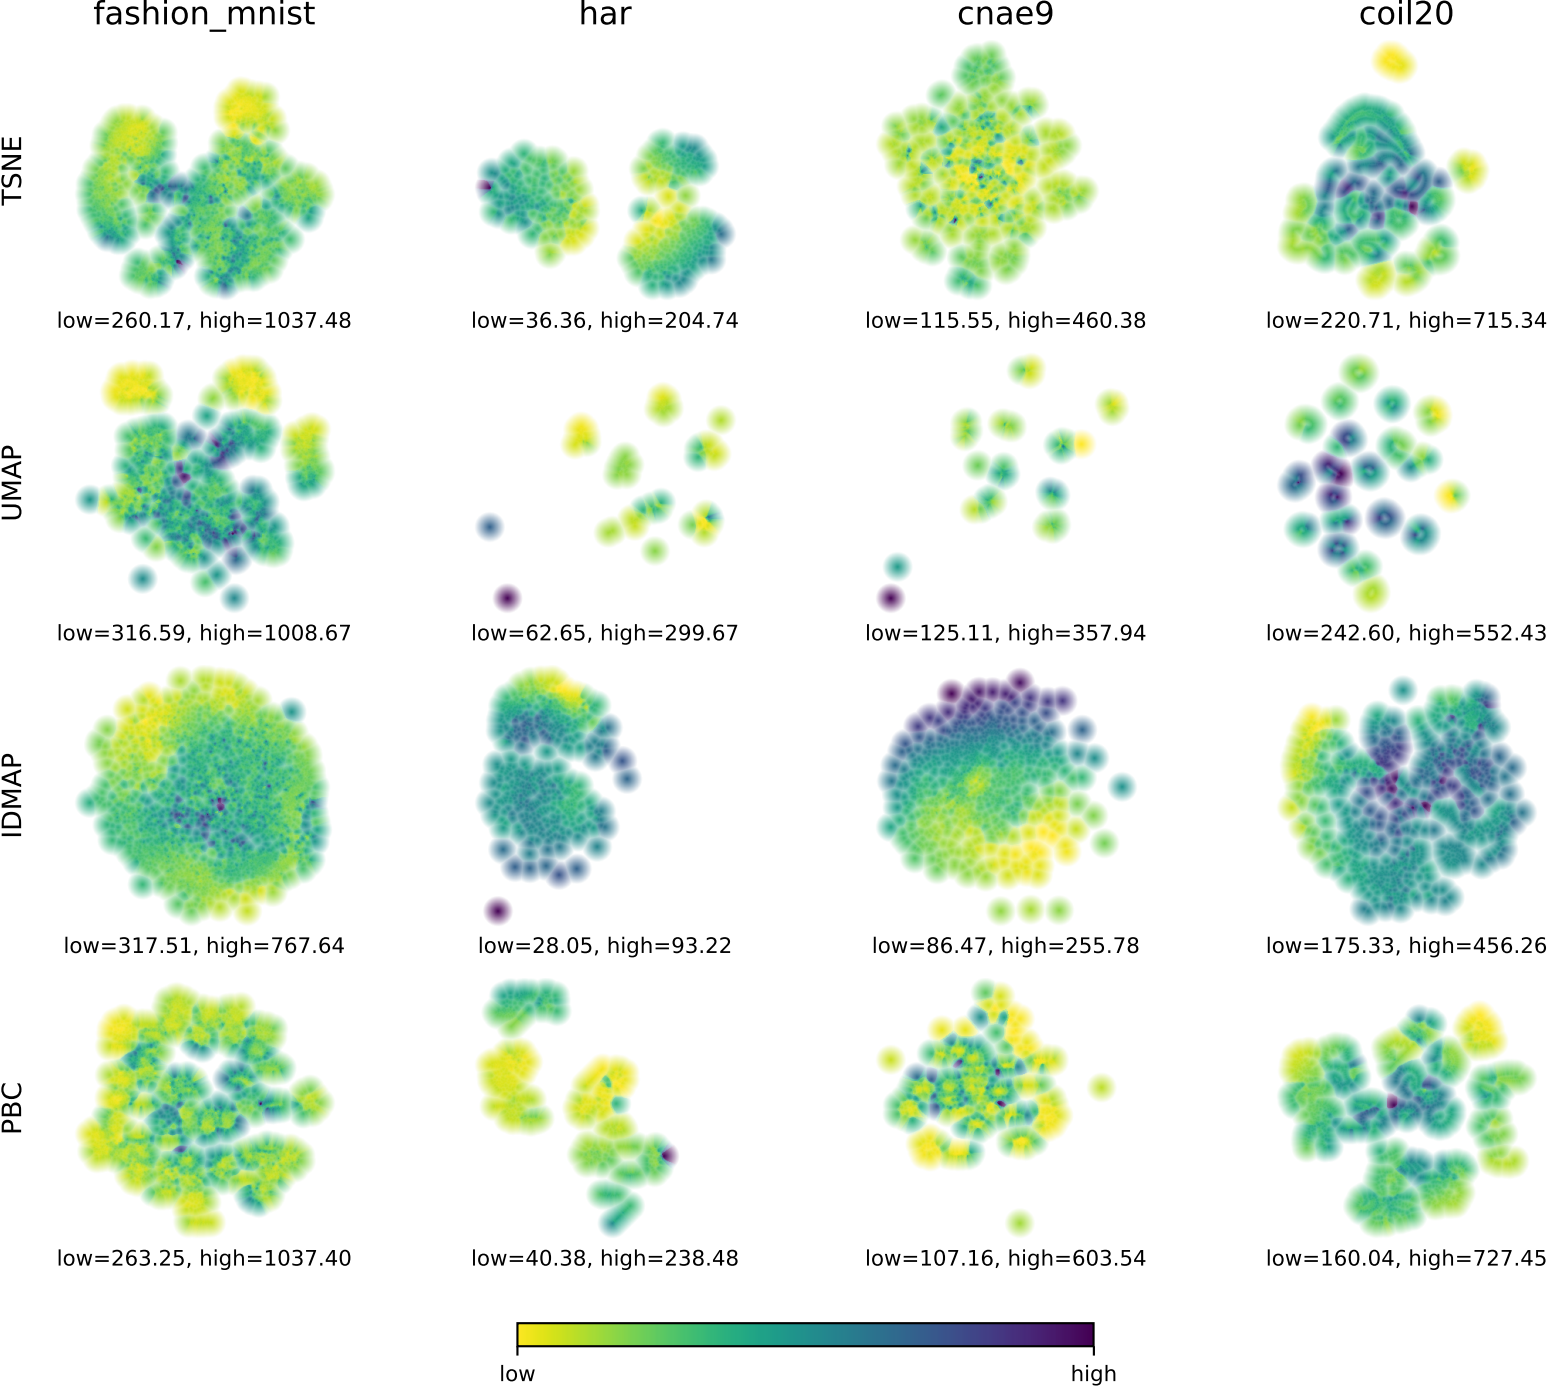 fashion_mnist har cnae9 coil20
TSNE
low=260.17, high=1037.48 low=36.36, high=204.74 low=115.55, high=460.38 low=220.71, high=715.34
UMAP
low=316.59, high=1008.67 low=62.65, high=299.67 low=125.11, high=357.94 low=242.60, high=552.43
IDMAP
low=317.51, high=767.64 low=28.05, high=93.22 low=86.47, high=255.78 low=175.33, high=456.26
PBC
low=263.25, high=1037.40 low=40.38, high=238.48 low=107.16, high=603.54 low=160.04, high=727.45
low high